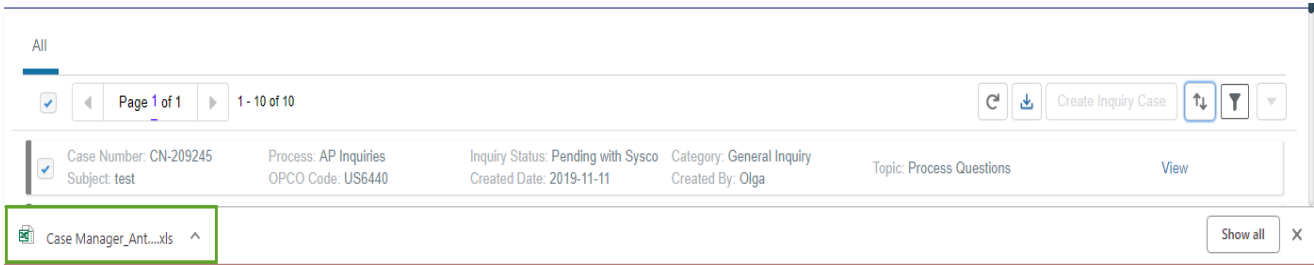 All
Page 1 of 1 1 - 10 of 10 Create Inquiry Case
Case Number: CN-209245 Process: AP Inquiries Inquiry Status: Pending with Sysco Category: General Inquiry Topic: Process Questions View
Subject: test OPCO Code: US6440 Created Date: 2019-11-11 Created By: Olga
Case Manager_Ant....xls Show all